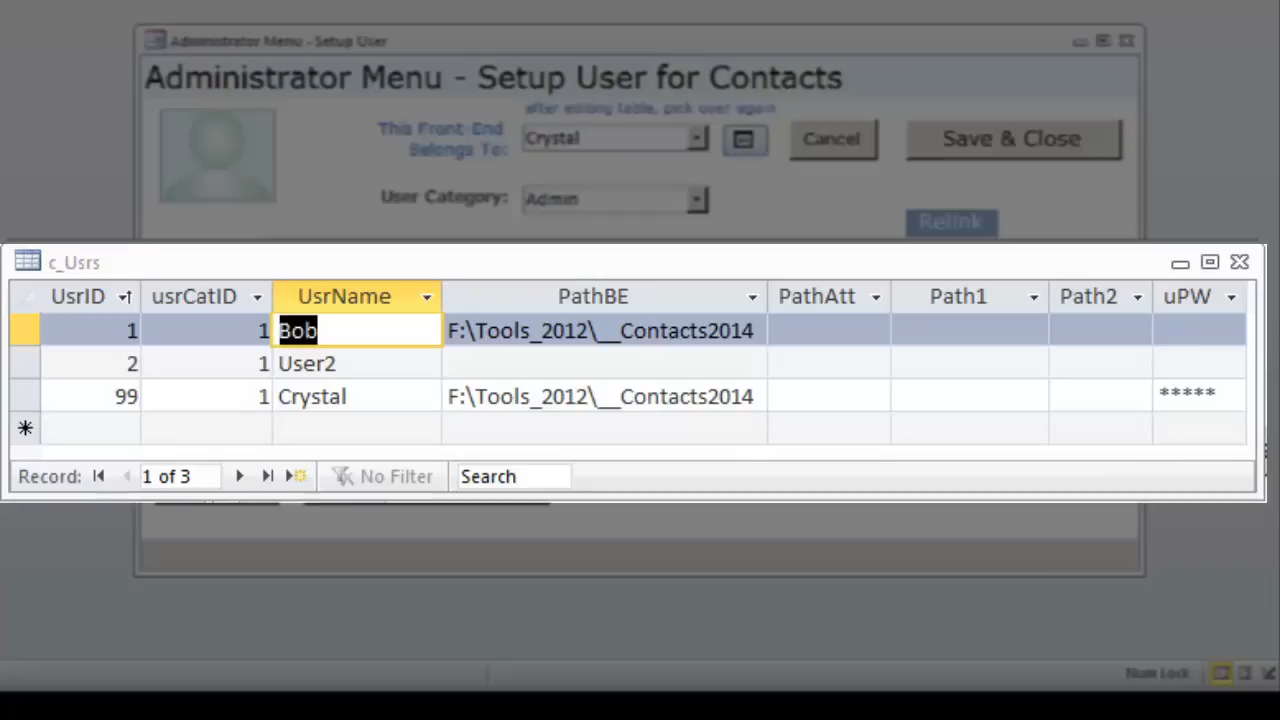 Administrator Menu - Setup User
Administrator Menu - Setup User for Contacts
after editing table, pick user again
This Front-End Belongs To: Crystal Cancel Save & Close
User Category: Admin
Relink
c_Usrs
UsrID usrCatID UsrName PathBE PathAtt Path1 Path2 uPW
1 1 Bob F:\Tools_2012\__Contacts2014
2 1 User2
99 1 Crystal F:\Tools_2012\__Contacts2014 *****
Record: 1 of 3 No Filter Search
Num Lock